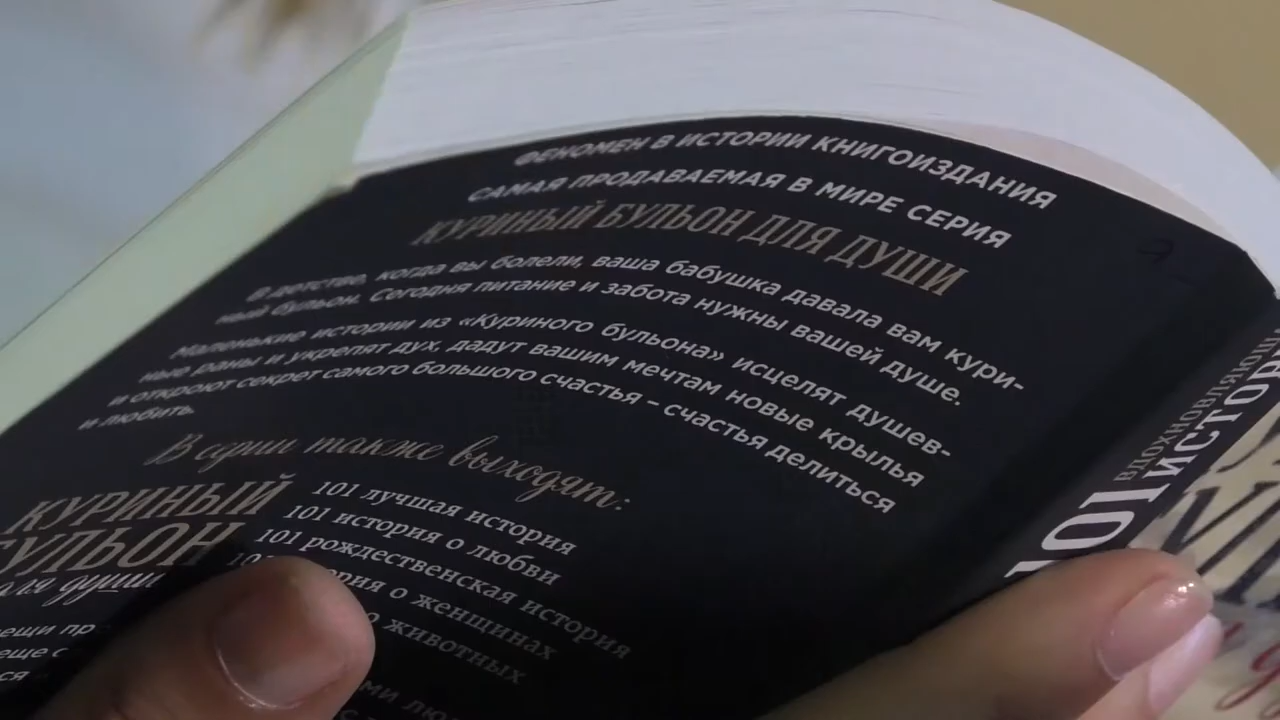 ФЕНОМЕН В ИСТОРИИ КНИГОИЗДАНИЯ
САМАЯ ПРОДАВАЕМАЯ В МИРЕ СЕРИЯ
КУРИНЫЙ БУЛЬОН ДЛЯ ДУШИ
В детстве, когда вы болели, ваша бабушка давала вам кури-
ный бульон. Сегодня питание и забота нужны вашей душе.
Маленькие истории из «Куриного бульона» исцелят душев-
ные раны и укрепят дух, дадут вашим мечтам новые крылья
и откроют секрет самого большого счастья – счастья делиться
и любить.
В серии также выходят:
КУРИНЫЙ
БУЛЬОН
для души
101 лучшая история
101 история о любви
101 рождественская история
о женщинах
о животных
101
ВДОХНОВЛЯЮЩ
ИСТОР